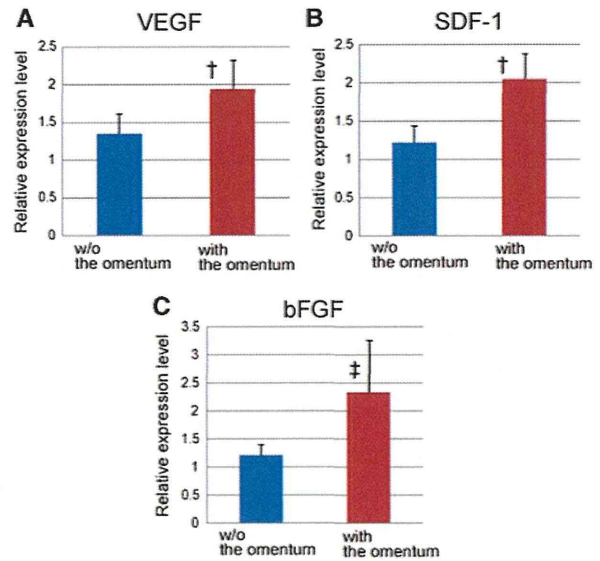 A
VEGF
Relative expression level
2.5
2
1.5
1
0.5
0
†
w/o
the omentum
with
the omentum
B
SDF-1
Relative expression level
2.5
2
1.5
1
0.5
0
†
w/o
the omentum
with
the omentum
C
bFGF
Relative expression level
3.5
3
2.5
2
1.5
1
0.5
0
‡
w/o
the omentum
with
the omentum